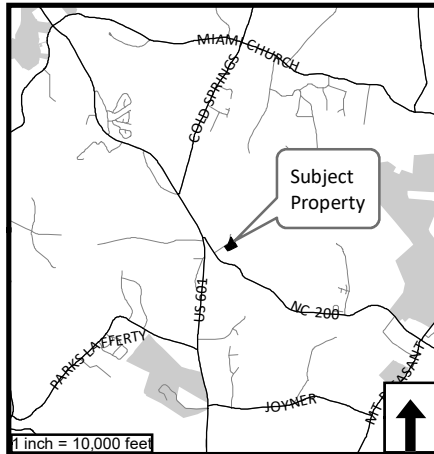 MIAMI CHURCH
COLD SPRINGS
Subject
Property
US 601
NC 200
PARKS LAFFERTY
JOYNER
MT PLEASANT
1 inch = 10,000 feet